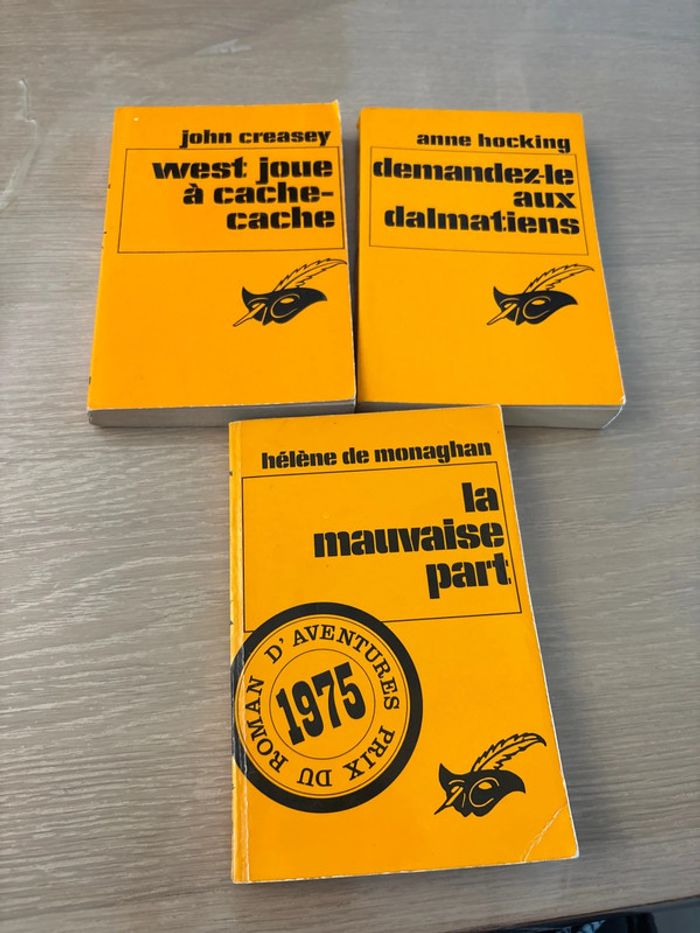 john creasey
west joue
à cache-
cache
anne hocking
demandez-le
aux
dalmatiens
hélène de monaghan
la
mauvaise
part
PRIX DU ROMAN D'AVENTURES
1975